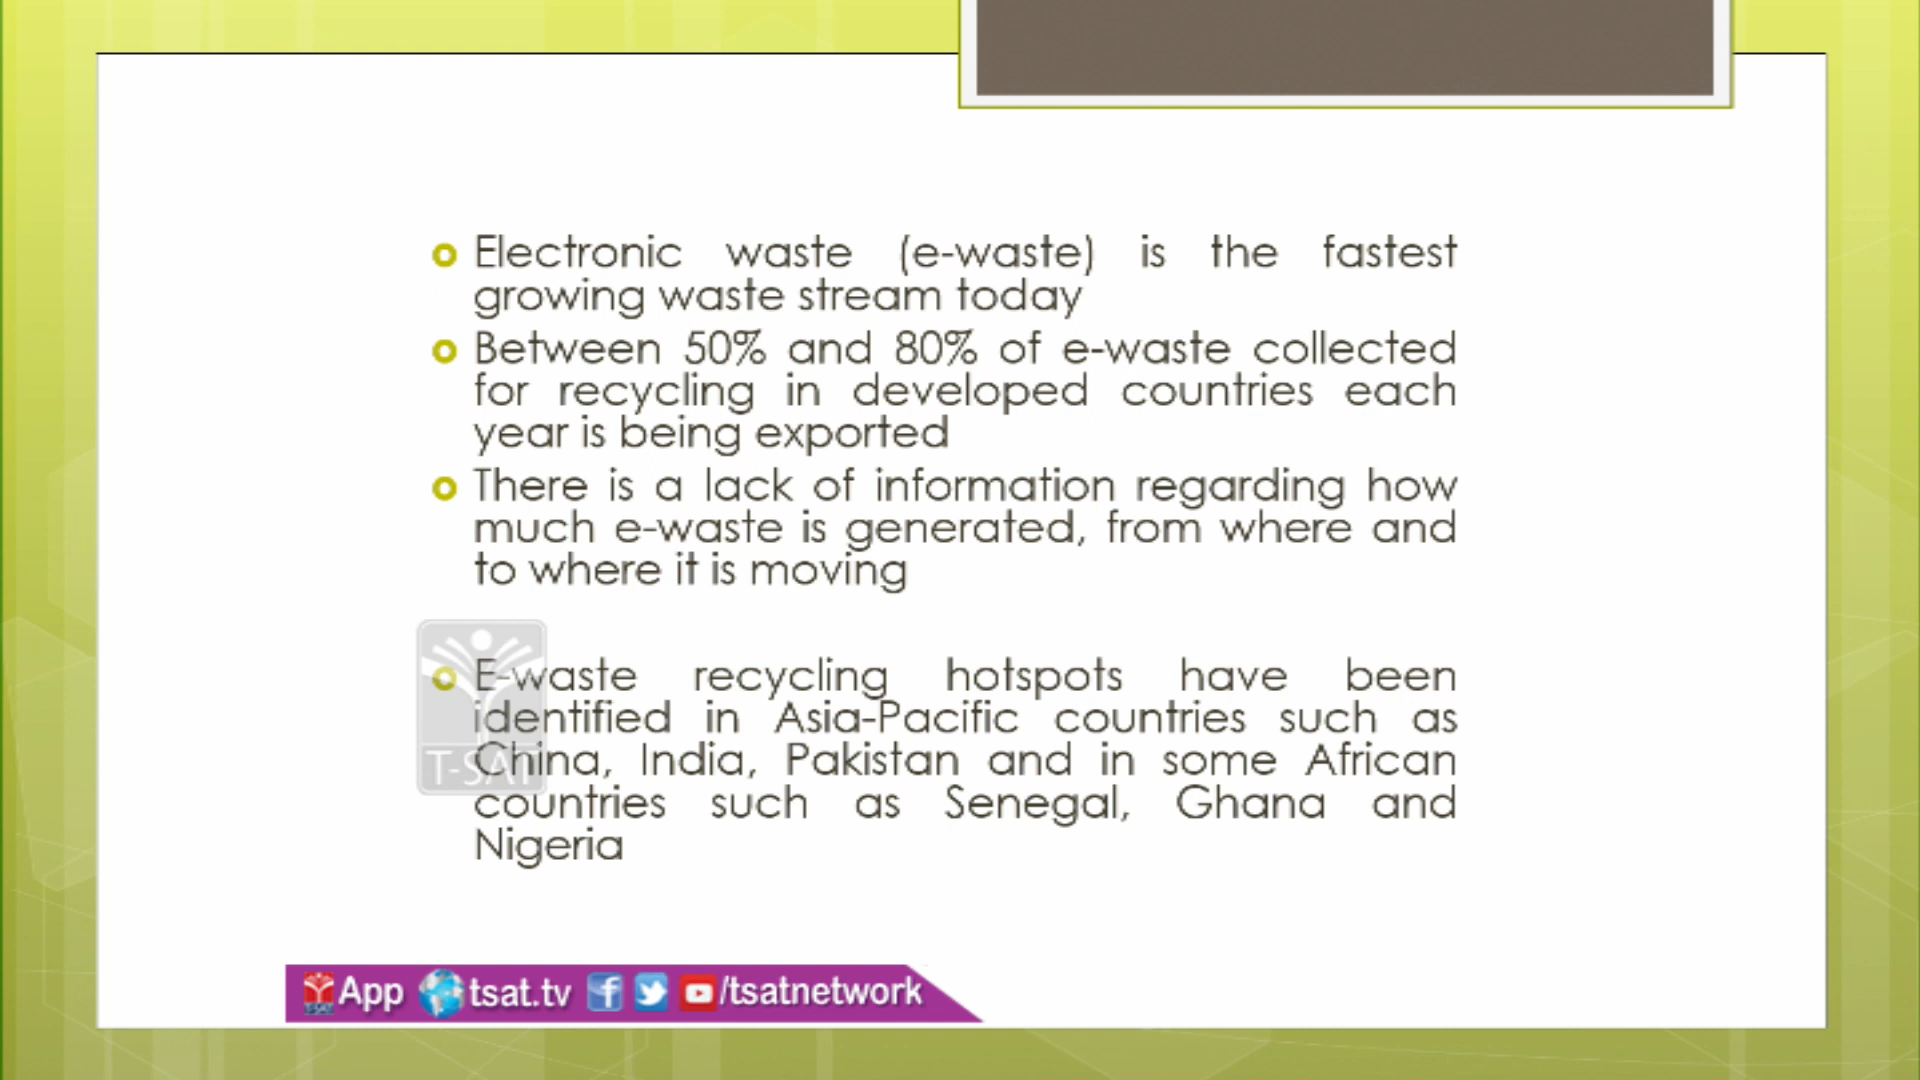 Electronic waste (e-waste) is the fastest
growing waste stream today
Between 50% and 80% of e-waste collected
for recycling in developed countries each
year is being exported
There is a lack of information regarding how
much e-waste is generated, from where and
to where it is moving
E-waste recycling hotspots have been
identified in Asia-Pacific countries such as
China, India, Pakistan and in some African
countries such as Senegal, Ghana and
Nigeria
T-SAT
App tsat.tv /tsatnetwork